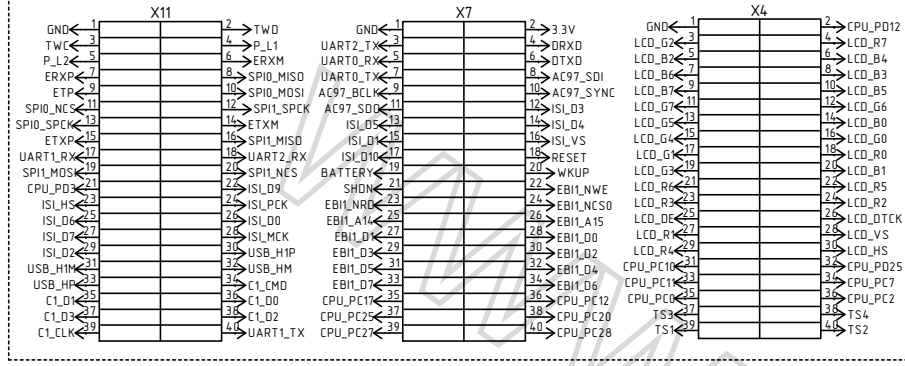 X11
GND 1 2 TWD
TWC 3 4 P_L1
P_L2 5 6 ERXM
ERXP 7 8 SPI0_MISO
ETP 9 10 SPI0_MOSI
SPI0_NCS 11 12 SPI1_SPCK
SPI0_SPCK 13 14 ETXM
ETXP 15 16 SPI1_MISO
UART1_RX 17 18 UART2_RX
SPI1_MOSI 19 20 SPI1_NCS
CPU_PD3 21 22 ISI_D9
ISI_HS 23 24 ISI_PCK
ISI_D6 25 26 ISI_D0
ISI_D7 27 28 ISI_MCK
ISI_D2 29 30 USB_H1P
USB_H1M 31 32 USB_HM
USB_HP 33 34 C1_CMD
C1_D1 35 36 C1_D0
C1_D3 37 38 C1_D2
C1_CLK 39 40 UART1_TX
X7
GND 1 2 3.3V
UART2_TX 3 4 DRXD
UART0_RX 5 6 DTXD
UART0_TX 7 8 AC97_SDI
AC97_BCLK 9 10 AC97_SYNC
AC97_SDO 11 12 ISI_D3
ISI_D5 13 14 ISI_D4
ISI_D1 15 16 ISI_VS
ISI_D10 17 18 RESET
BATTERY 19 20 WKUP
SHDN 21 22 EBI1_NWE
EBI1_NRD 23 24 EBI1_NCS0
EBI1_A14 25 26 EBI1_A15
EBI1_D1 27 28 EBI1_D0
EBI1_D3 29 30 EBI1_D2
EBI1_D5 31 32 EBI1_D4
EBI1_D7 33 34 EBI1_D6
CPU_PC17 35 36 CPU_PC12
CPU_PC25 37 38 CPU_PC20
CPU_PC27 39 40 CPU_PC28
X4
GND 1 2 CPU_PD12
LCD_G2 3 4 LCD_R7
LCD_B2 5 6 LCD_B4
LCD_B6 7 8 LCD_B3
LCD_B7 9 10 LCD_B5
LCD_G7 11 12 LCD_G6
LCD_G5 13 14 LCD_B0
LCD_G4 15 16 LCD_G0
LCD_G1 17 18 LCD_R0
LCD_G3 19 20 LCD_B1
LCD_R6 21 22 LCD_R5
LCD_R3 23 24 LCD_R2
LCD_DE 25 26 LCD_DTCK
LCD_R1 27 28 LCD_VS
LCD_R4 29 30 LCD_HS
CPU_PC10 31 32 CPU_PD25
CPU_PC11 33 34 CPU_PC7
CPU_PC0 35 36 CPU_PC2
TS3 37 38 TS4
TS1 39 40 TS2